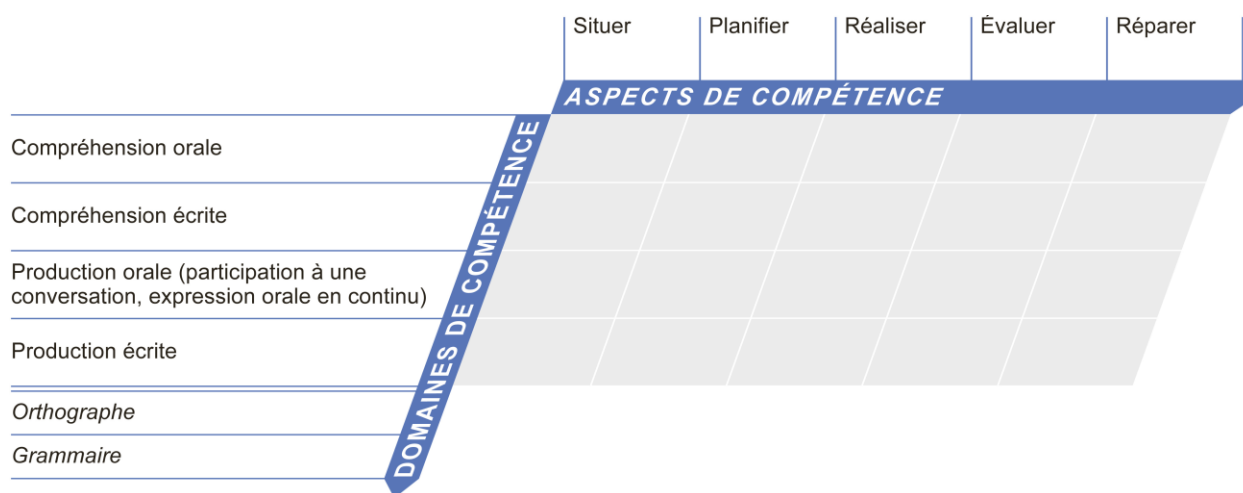 Situer
Planifier
Réaliser
Évaluer
Réparer
ASPECTS DE COMPÉTENCE
DOMAINES DE COMPÉTENCE
Compréhension orale
Compréhension écrite
Production orale (participation à une
conversation, expression orale en continu)
Production écrite
Orthographe
Grammaire